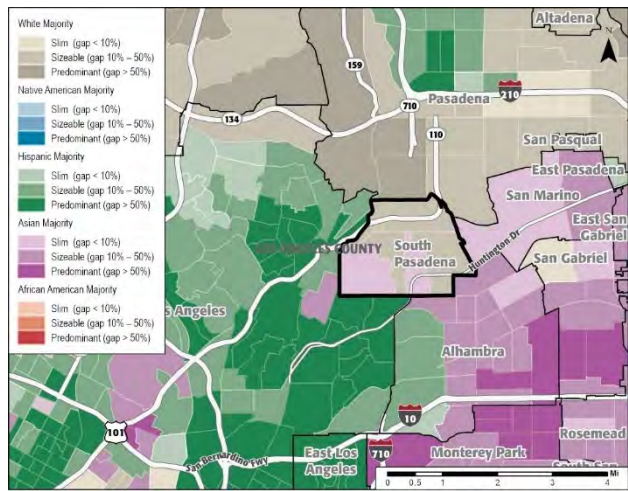 White Majority
Slim (gap < 10%)
Sizeable (gap 10% – 50%)
Predominant (gap > 50%)
Native American Majority
Slim (gap < 10%)
Sizeable (gap 10% – 50%)
Predominant (gap > 50%)
Hispanic Majority
Slim (gap < 10%)
Sizeable (gap 10% – 50%)
Predominant (gap > 50%)
Asian Majority
Slim (gap < 10%)
Sizeable (gap 10% – 50%)
Predominant (gap > 50%)
African American Majority
Slim (gap < 10%)
Sizeable (gap 10% – 50%)
Predominant (gap > 50%)
Altadena
N
159
710
Pasadena
210
134
110
San Pasqual
East Pasadena
San Marino
East San
Gabriel
COUNTY
South
Pasadena
Huntington Dr
San Gabriel
s Angeles
Alhambra
101
10
San Bernardino Fwy
East Los
Angeles
710
Monterey Park
Rosemead
South San
Mi
0 1 2 3 4